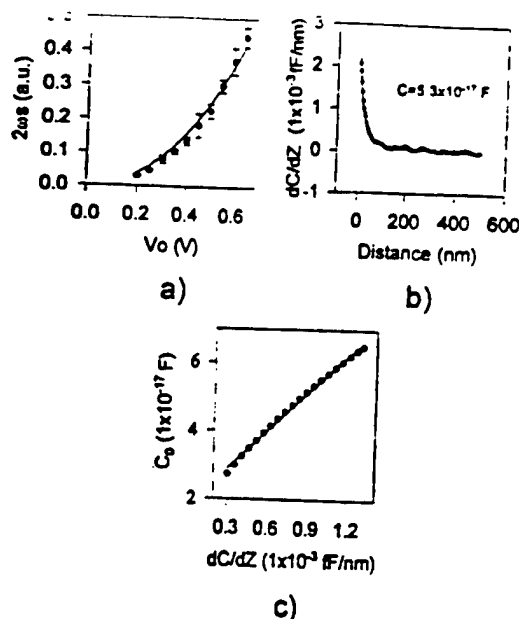 2ωs (a.u.)
0.5
0.4
0.3
0.2
0.1
0.0
0.0 0.2 0.4 0.6
Vo (V)
a)
dC/dZ (1x10⁻³ fF/nm)
3
2
1
0
-1
C=5.3x10⁻¹⁷ F
0 200 400 600
Distance (nm)
b)
C₀ (1x10⁻¹⁷ F)
6
4
2
0.3 0.6 0.9 1.2
dC/dZ (1x10⁻³ fF/nm)
c)